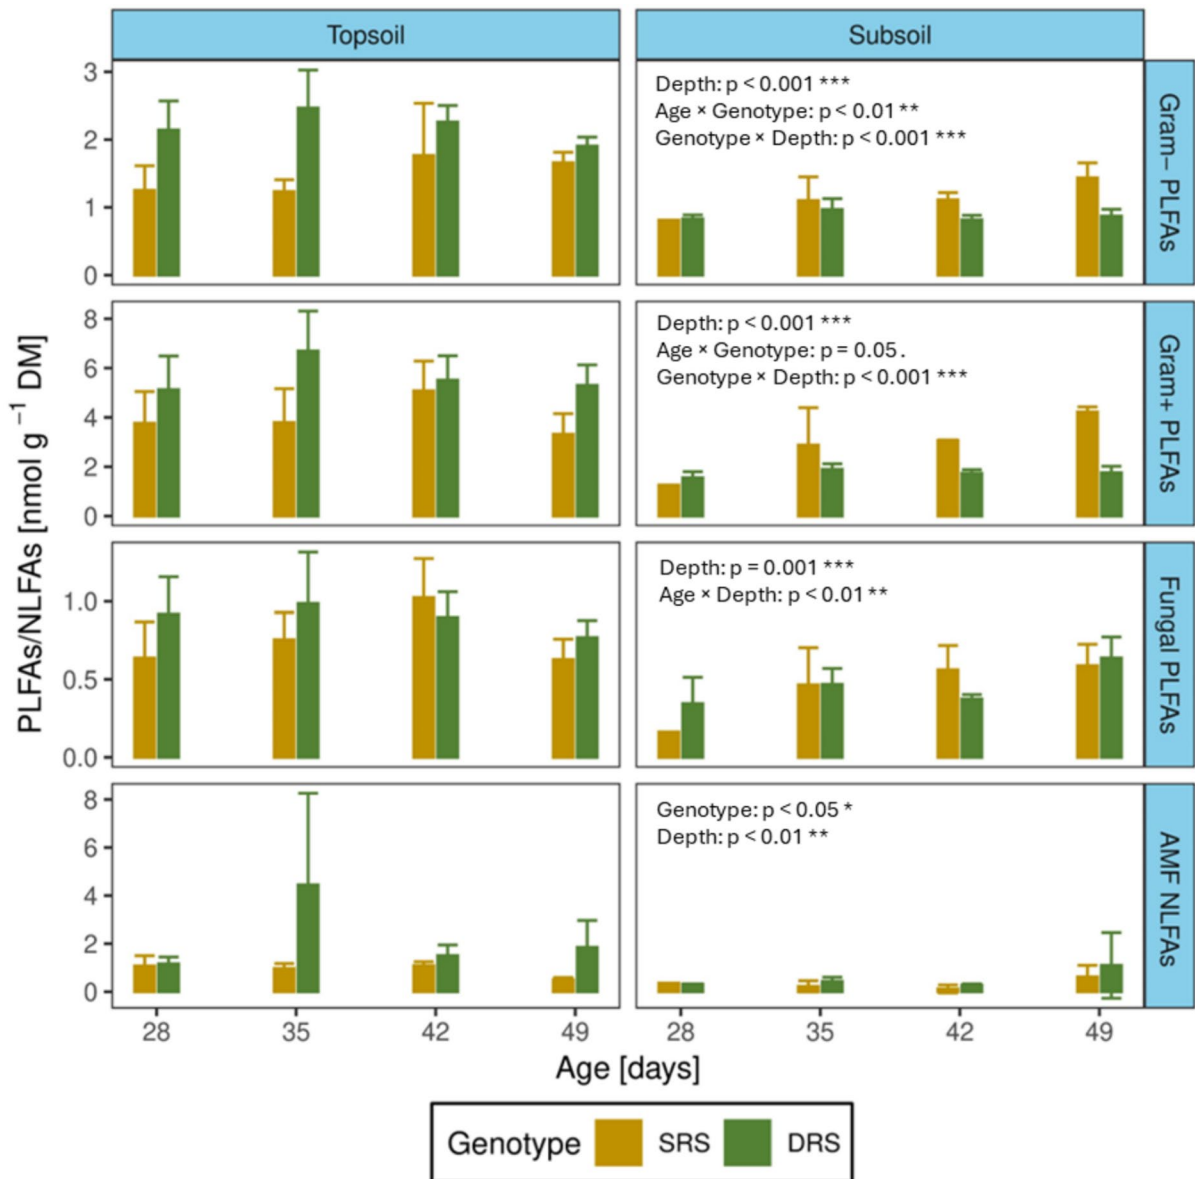 Topsoil
Subsoil
3
2
1
0
Depth: p < 0.001 ***
Age × Genotype: p < 0.01 **
Genotype × Depth: p < 0.001 ***
Gram− PLFAs
8
6
4
2
0
Depth: p < 0.001 ***
Age × Genotype: p = 0.05 .
Genotype × Depth: p < 0.001 ***
Gram+ PLFAs
1.0
0.5
0.0
Depth: p = 0.001 ***
Age × Depth: p < 0.01 **
Fungal PLFAs
8
6
4
2
0
Genotype: p < 0.05 *
Depth: p < 0.01 **
AMF NLFAs
PLFAs/NLFAs [nmol g⁻¹ DM]
28 35 42 49 28 35 42 49
Age [days]
Genotype SRS DRS